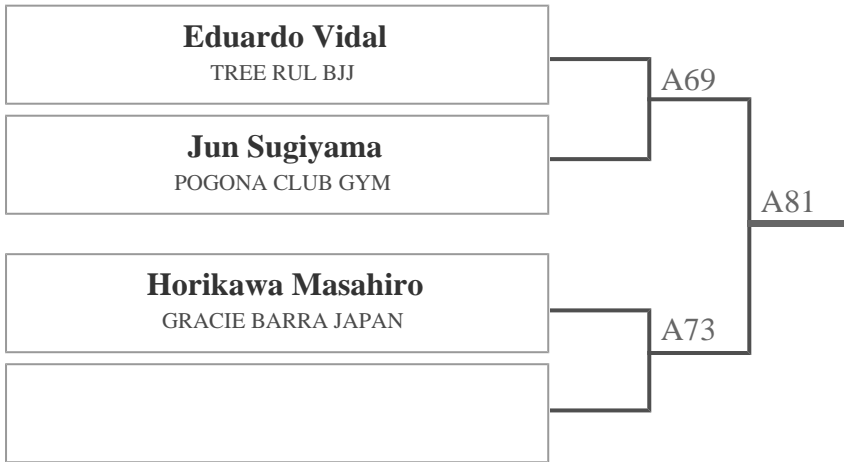 Eduardo Vidal
TREE RUL BJJ
A69
Jun Sugiyama
POGONA CLUB GYM
A81
Horikawa Masahiro
GRACIE BARRA JAPAN
A73